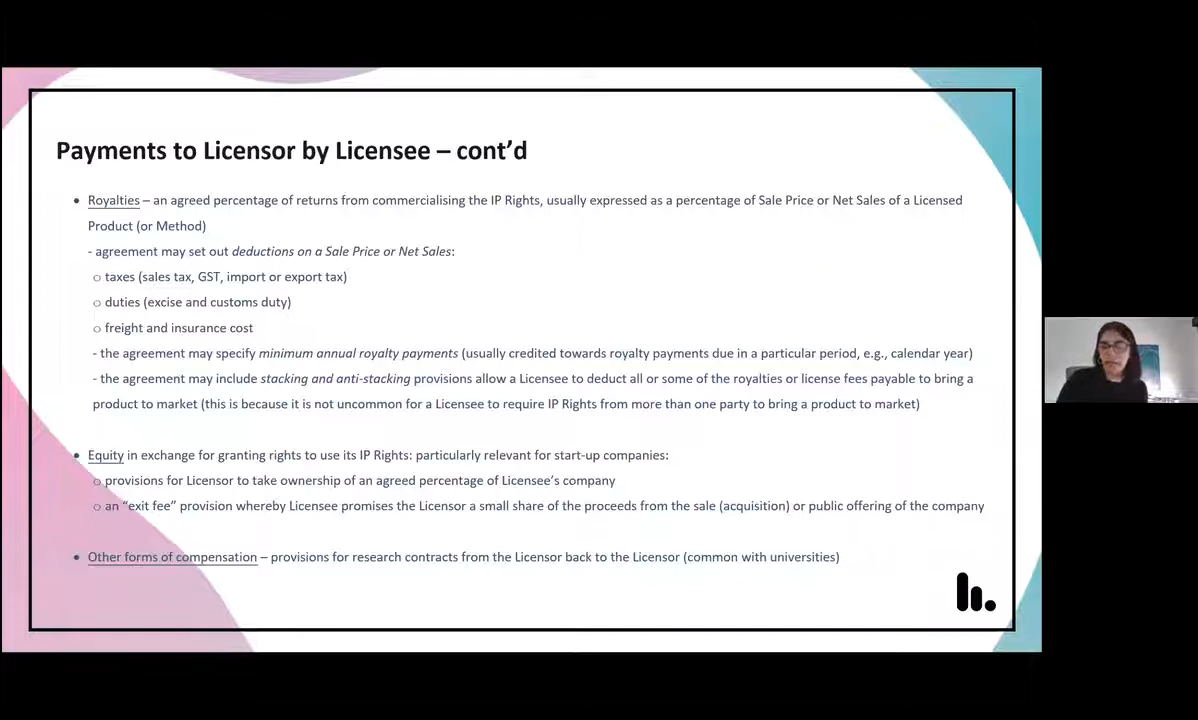 Payments to Licensor by Licensee – cont’d
• Royalties – an agreed percentage of returns from commercialising the IP Rights, usually expressed as a percentage of Sale Price or Net Sales of a Licensed
Product (or Method)
- agreement may set out deductions on a Sale Price or Net Sales:
o taxes (sales tax, GST, import or export tax)
o duties (excise and customs duty)
o freight and insurance cost
- the agreement may specify minimum annual royalty payments (usually credited towards royalty payments due in a particular period, e.g., calendar year)
- the agreement may include stacking and anti-stacking provisions allow a Licensee to deduct all or some of the royalties or license fees payable to bring a
product to market (this is because it is not uncommon for a Licensee to require IP Rights from more than one party to bring a product to market)
• Equity in exchange for granting rights to use its IP Rights: particularly relevant for start-up companies:
o provisions for Licensor to take ownership of an agreed percentage of Licensee’s company
o an “exit fee” provision whereby Licensee promises the Licensor a small share of the proceeds from the sale (acquisition) or public offering of the company
• Other forms of compensation – provisions for research contracts from the Licensor back to the Licensor (common with universities)